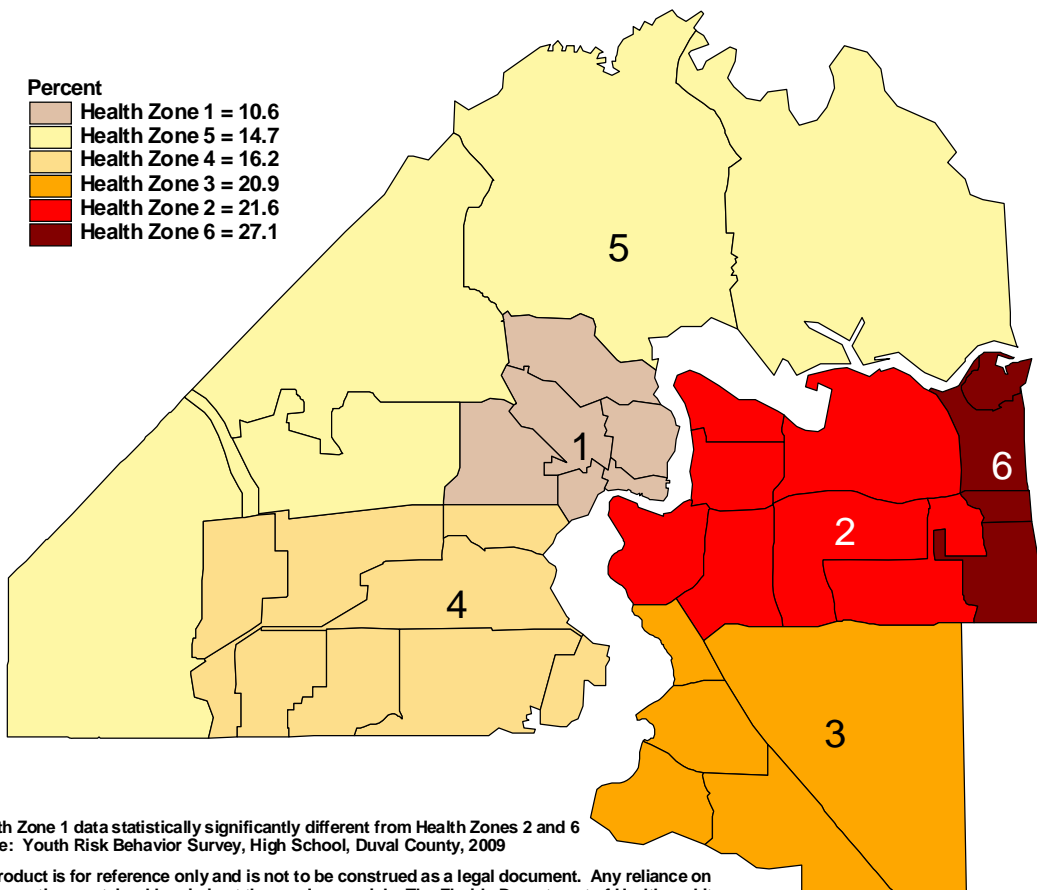 Percent
Health Zone 1 = 10.6
Health Zone 5 = 14.7
Health Zone 4 = 16.2
Health Zone 3 = 20.9
Health Zone 2 = 21.6
Health Zone 6 = 27.1
5
1
6
2
4
3
th Zone 1 data statistically significantly different from Health Zones 2 and 6
e: Youth Risk Behavior Survey, High School, Duval County, 2009
roduct is for reference only and is not to be construed as a legal document. Any reliance on